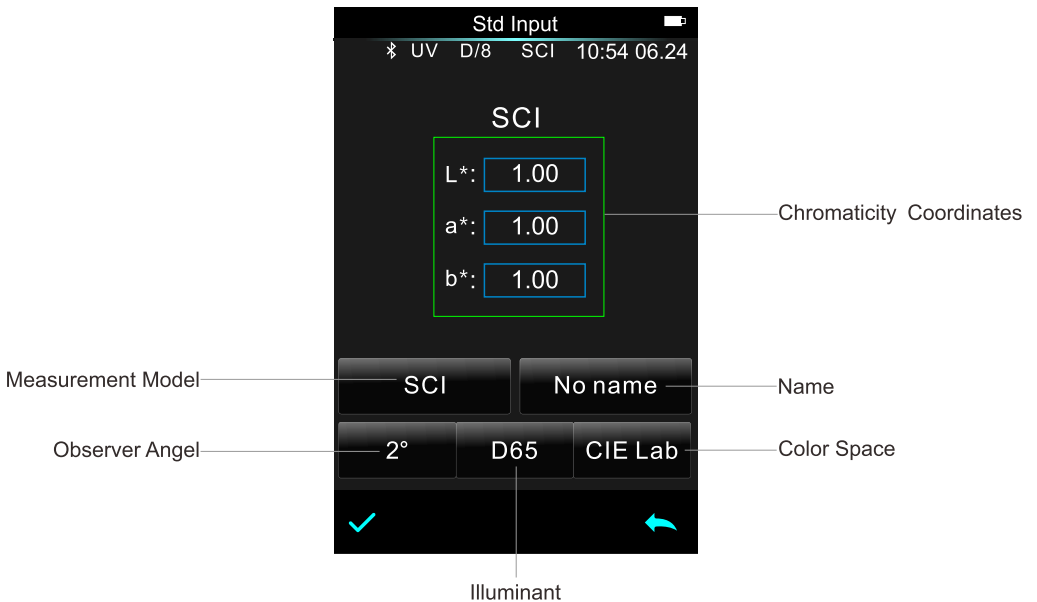 Std Input
UV D/8 SCI 10:54 06.24
SCI
L*: 1.00
a*: 1.00
b*: 1.00
Chromaticity Coordinates
Measurement Model
SCI
No name
Name
Observer Angel
2°
D65
CIE Lab
Color Space
Illuminant